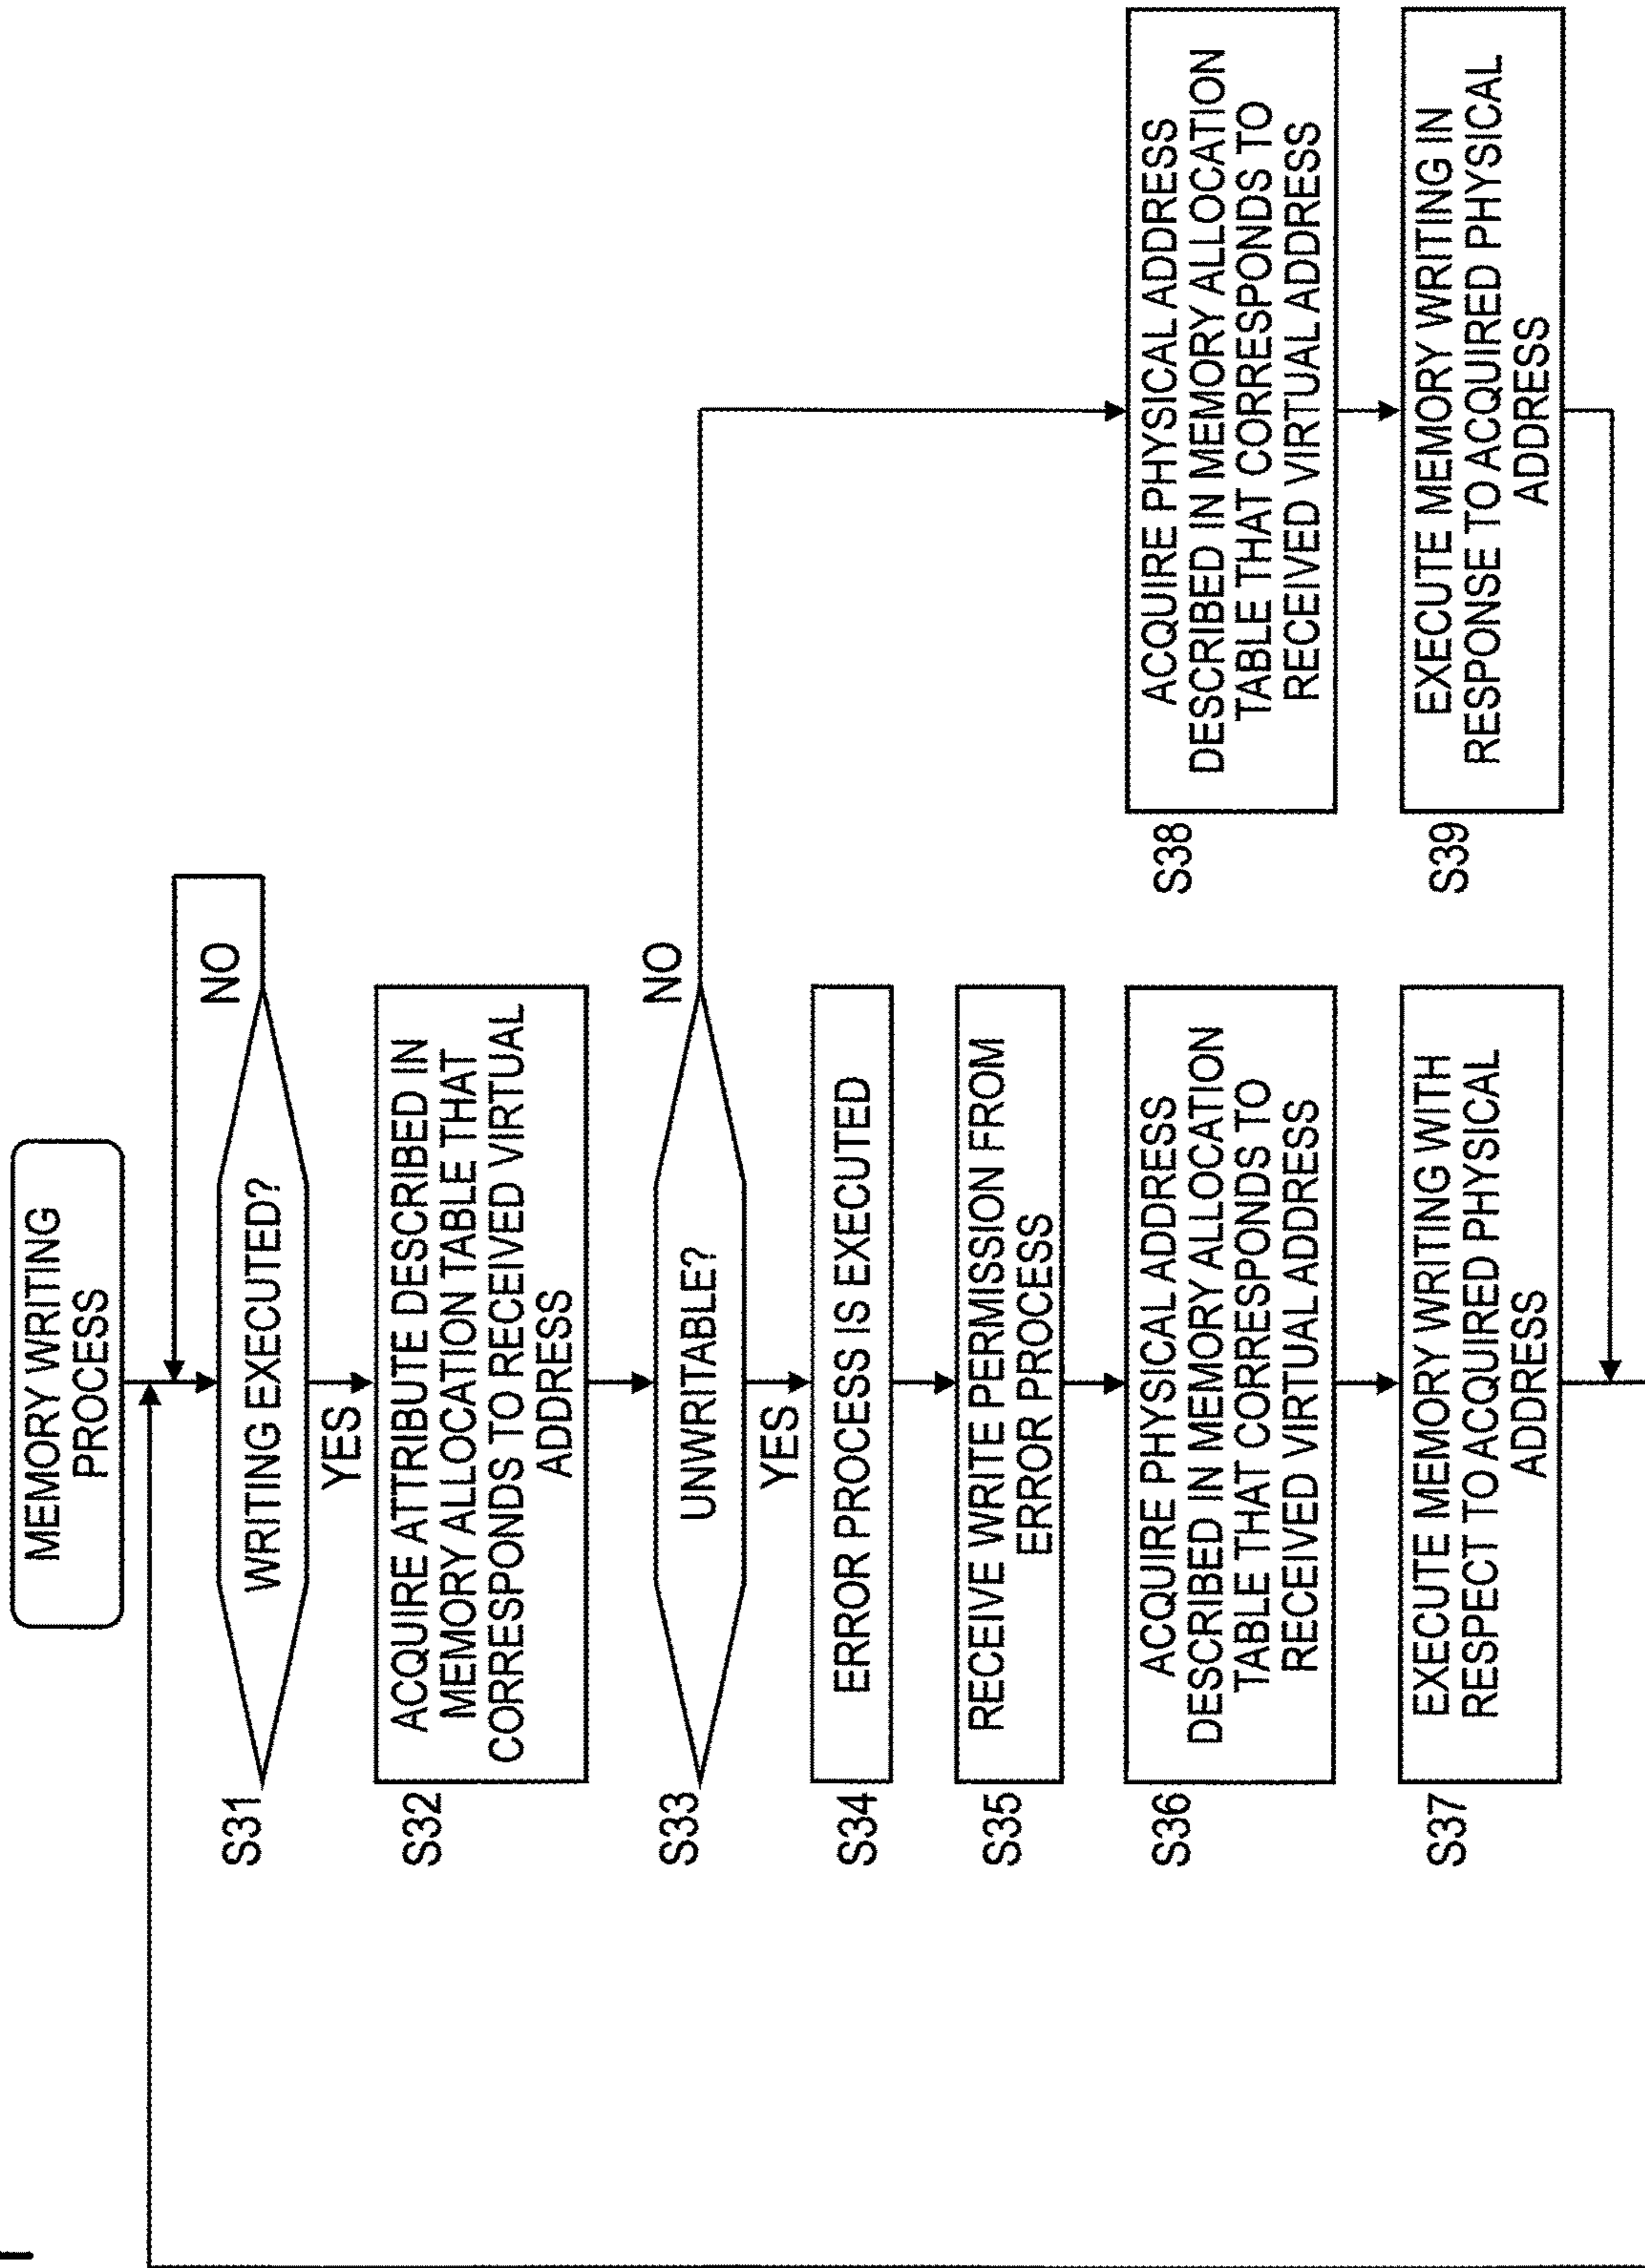 MEMORY WRITING
PROCESS
S31
WRITING EXECUTED?
NO
YES
S32
ACQUIRE ATTRIBUTE DESCRIBED IN
MEMORY ALLOCATION TABLE THAT
CORRESPONDS TO RECEIVED VIRTUAL
ADDRESS
S33
UNWRITABLE?
NO
YES
S34
ERROR PROCESS IS EXECUTED
S35
RECEIVE WRITE PERMISSION FROM
ERROR PROCESS
S36
ACQUIRE PHYSICAL ADDRESS
DESCRIBED IN MEMORY ALLOCATION
TABLE THAT CORRESPONDS TO
RECEIVED VIRTUAL ADDRESS
S37
EXECUTE MEMORY WRITING WITH
RESPECT TO ACQUIRED PHYSICAL
ADDRESS
S38
ACQUIRE PHYSICAL ADDRESS
DESCRIBED IN MEMORY ALLOCATION
TABLE THAT CORRESPONDS TO
RECEIVED VIRTUAL ADDRESS
S39
EXECUTE MEMORY WRITING IN
RESPONSE TO ACQUIRED PHYSICAL
ADDRESS